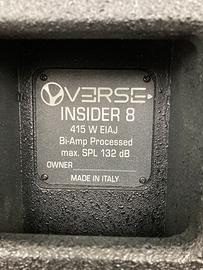 VERSE
INSIDER 8
415 W EIAJ
Bi-Amp Processed
max. SPL 132 dB
OWNER
MADE IN ITALY